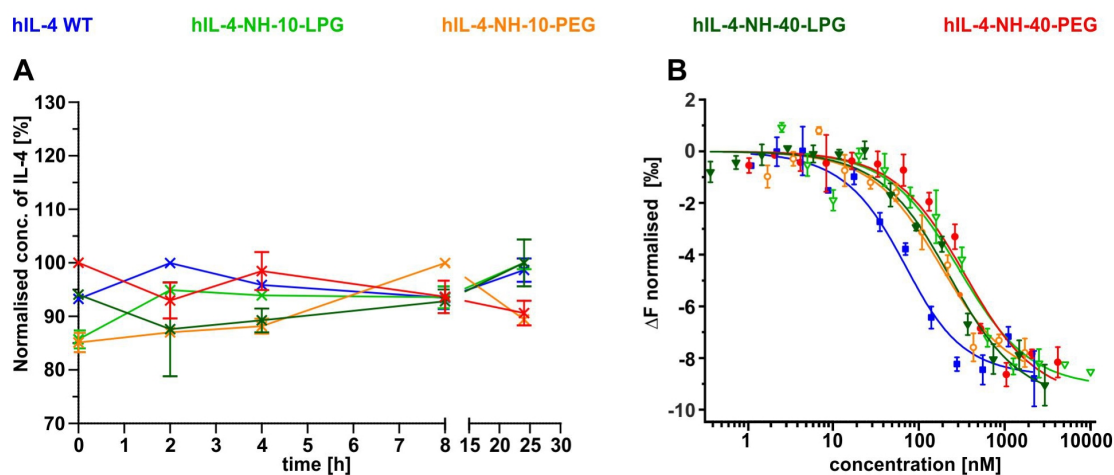 hIL-4 WT hIL-4-NH-10-LPG hIL-4-NH-10-PEG hIL-4-NH-40-LPG hIL-4-NH-40-PEG
A
Normalised conc. of IL-4 [%]
130
120
110
100
90
80
70
0 1 2 3 4 5 6 7 8 15 20 25 30
time [h]
B
ΔF normalised [‰]
2
0
-2
-4
-6
-8
-10
1 10 100 1000 10000
concentration [nM]